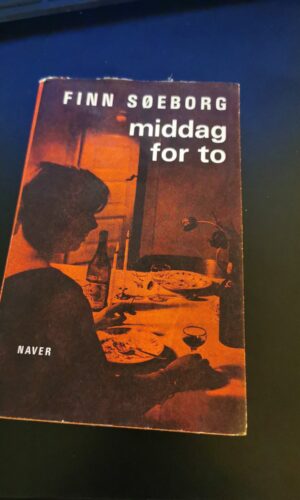 FINN SØEBORG
middag
for to
NAVER